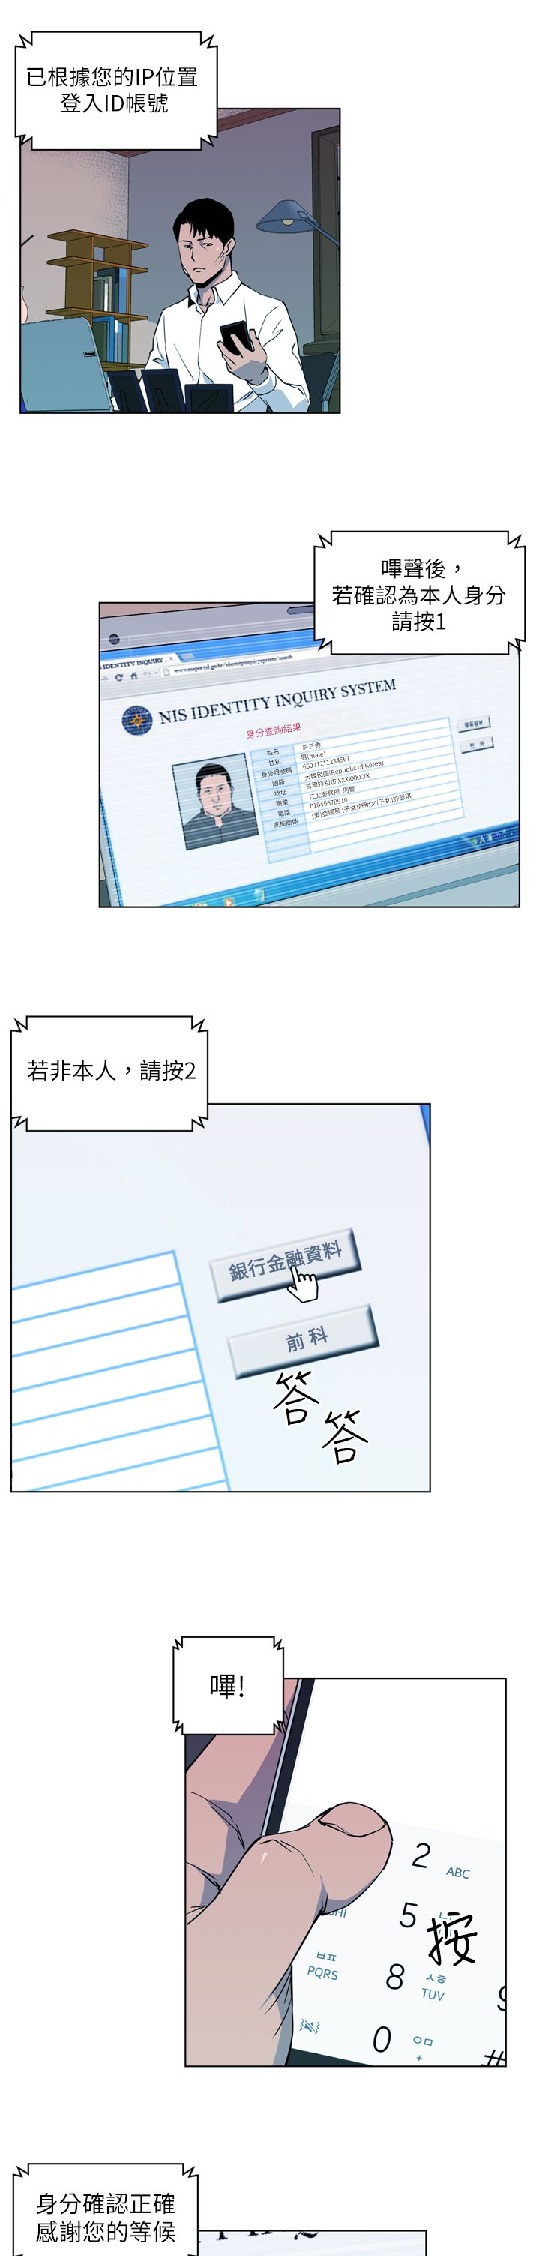 已根據您的IP位置
登入ID帳號
嗶聲後，
若確認為本人身分
請按1
NIS IDENTITY INQUIRY SYSTEM
身分查詢結果
若非本人，請按2
銀行金融資料
前科
答
答
嗶!
2 ABC
5
按
ㅂㅍ
PQRS
8 ㅅㅎ
TUV
0 ㅇㅁ
+
#
身分確認正確
感謝您的等候